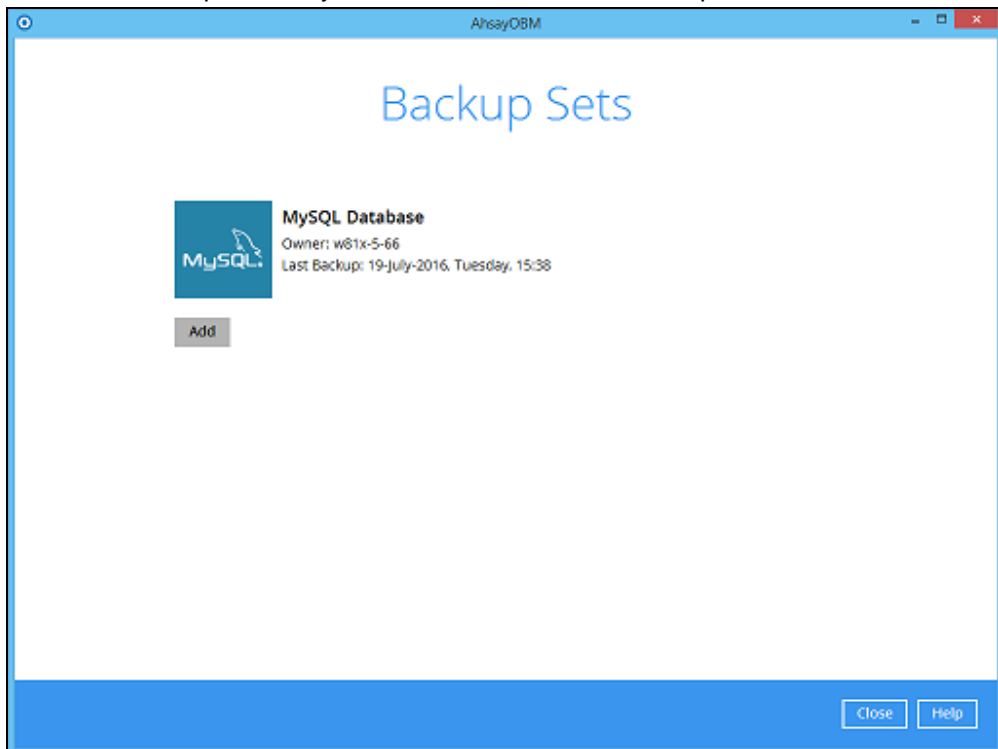 AhsayOBM
Backup Sets
MySQL
MySQL Database
Owner: w81x-5-66
Last Backup: 19-July-2016, Tuesday, 15:38
Add
Close Help